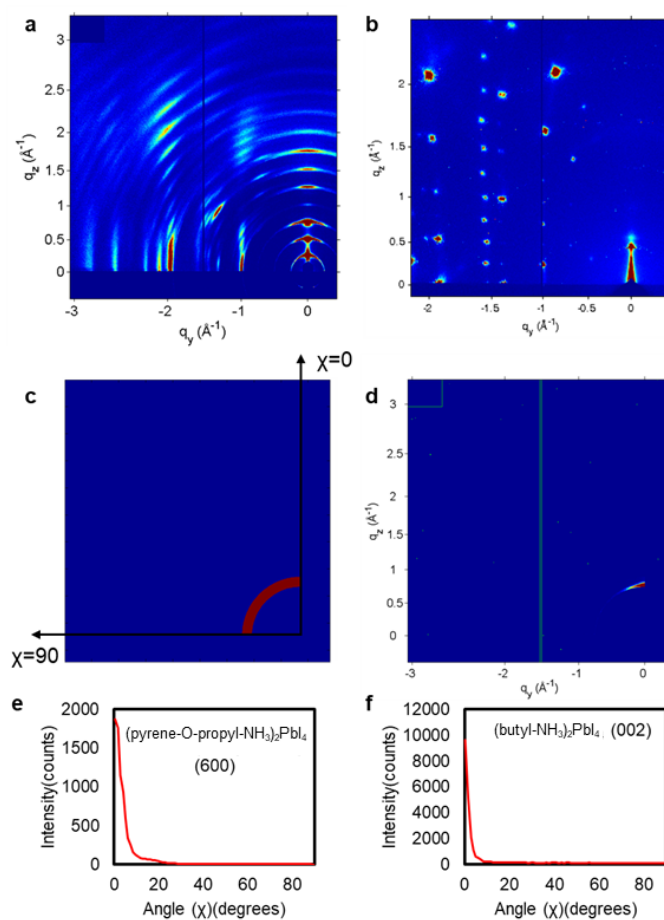 a
3
2.5
2
1.5
1
0.5
0
q_z (Å⁻¹)
-3
-2
-1
0
q_y (Å⁻¹)
b
2
1.5
1
0.5
0
q_z (Å⁻¹)
-2
-1.5
-1
-0.5
0
q_y (Å⁻¹)
c
χ=0
χ=90
d
3
2.5
2
1.5
1
0.5
0
q_z (Å⁻¹)
-3
-2
-1
0
q_y (Å⁻¹)
e
2000
1500
1000
500
0
Intensity(counts)
(pyrene-O-propyl-NH₃)₂PbI₄
(600)
0 20 40 60 80
Angle (χ)(degrees)
f
12000
10000
8000
6000
4000
2000
0
Intensity(counts)
(butyl-NH₃)₂PbI₄ (002)
0 20 40 60 80
Angle (χ)(degrees)